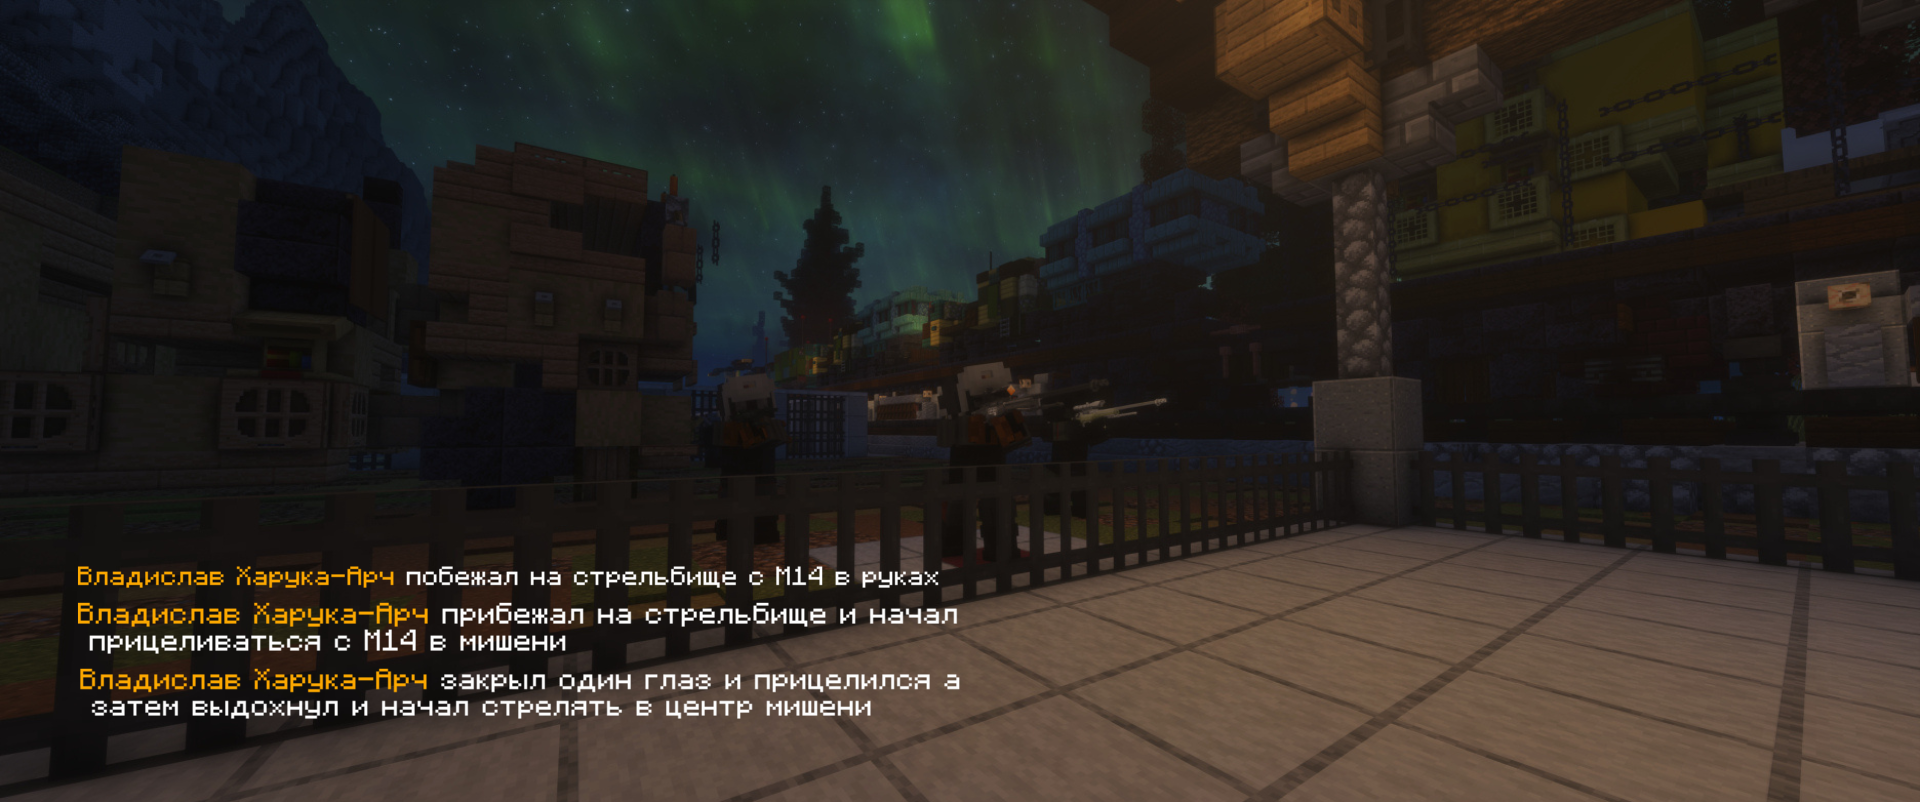 Владислав Харука-Арч побежал на стрельбище с М14 в руках
Владислав Харука-Арч прибежал на стрельбище и начал
прицеливаться с М14 в мишени
Владислав Харука-Арч закрыл один глаз и прицелился а
затем выдохнул и начал стрелять в центр мишени